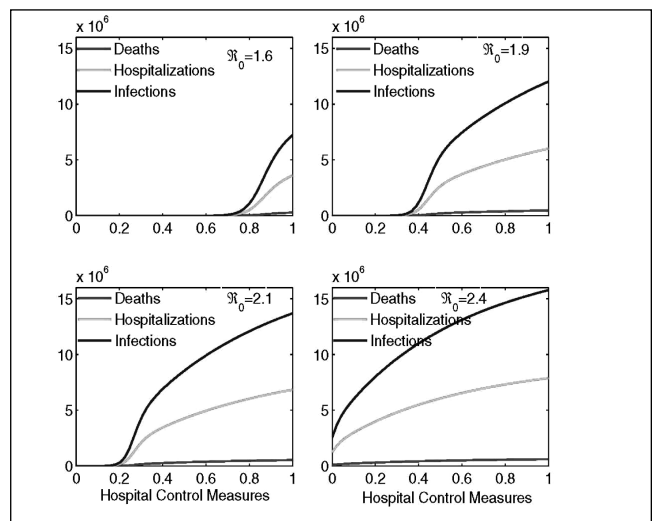 x 10^6
15
10
5
0
Deaths
Hospitalizations
Infections
ℜ_0=1.6
0 0.2 0.4 0.6 0.8 1
x 10^6
15
10
5
0
Deaths
Hospitalizations
Infections
ℜ_0=1.9
0 0.2 0.4 0.6 0.8 1
x 10^6
15
10
5
0
Deaths
Hospitalizations
Infections
ℜ_0=2.1
0 0.2 0.4 0.6 0.8 1
Hospital Control Measures
x 10^6
15
10
5
0
Deaths
Hospitalizations
Infections
ℜ_0=2.4
0 0.2 0.4 0.6 0.8 1
Hospital Control Measures